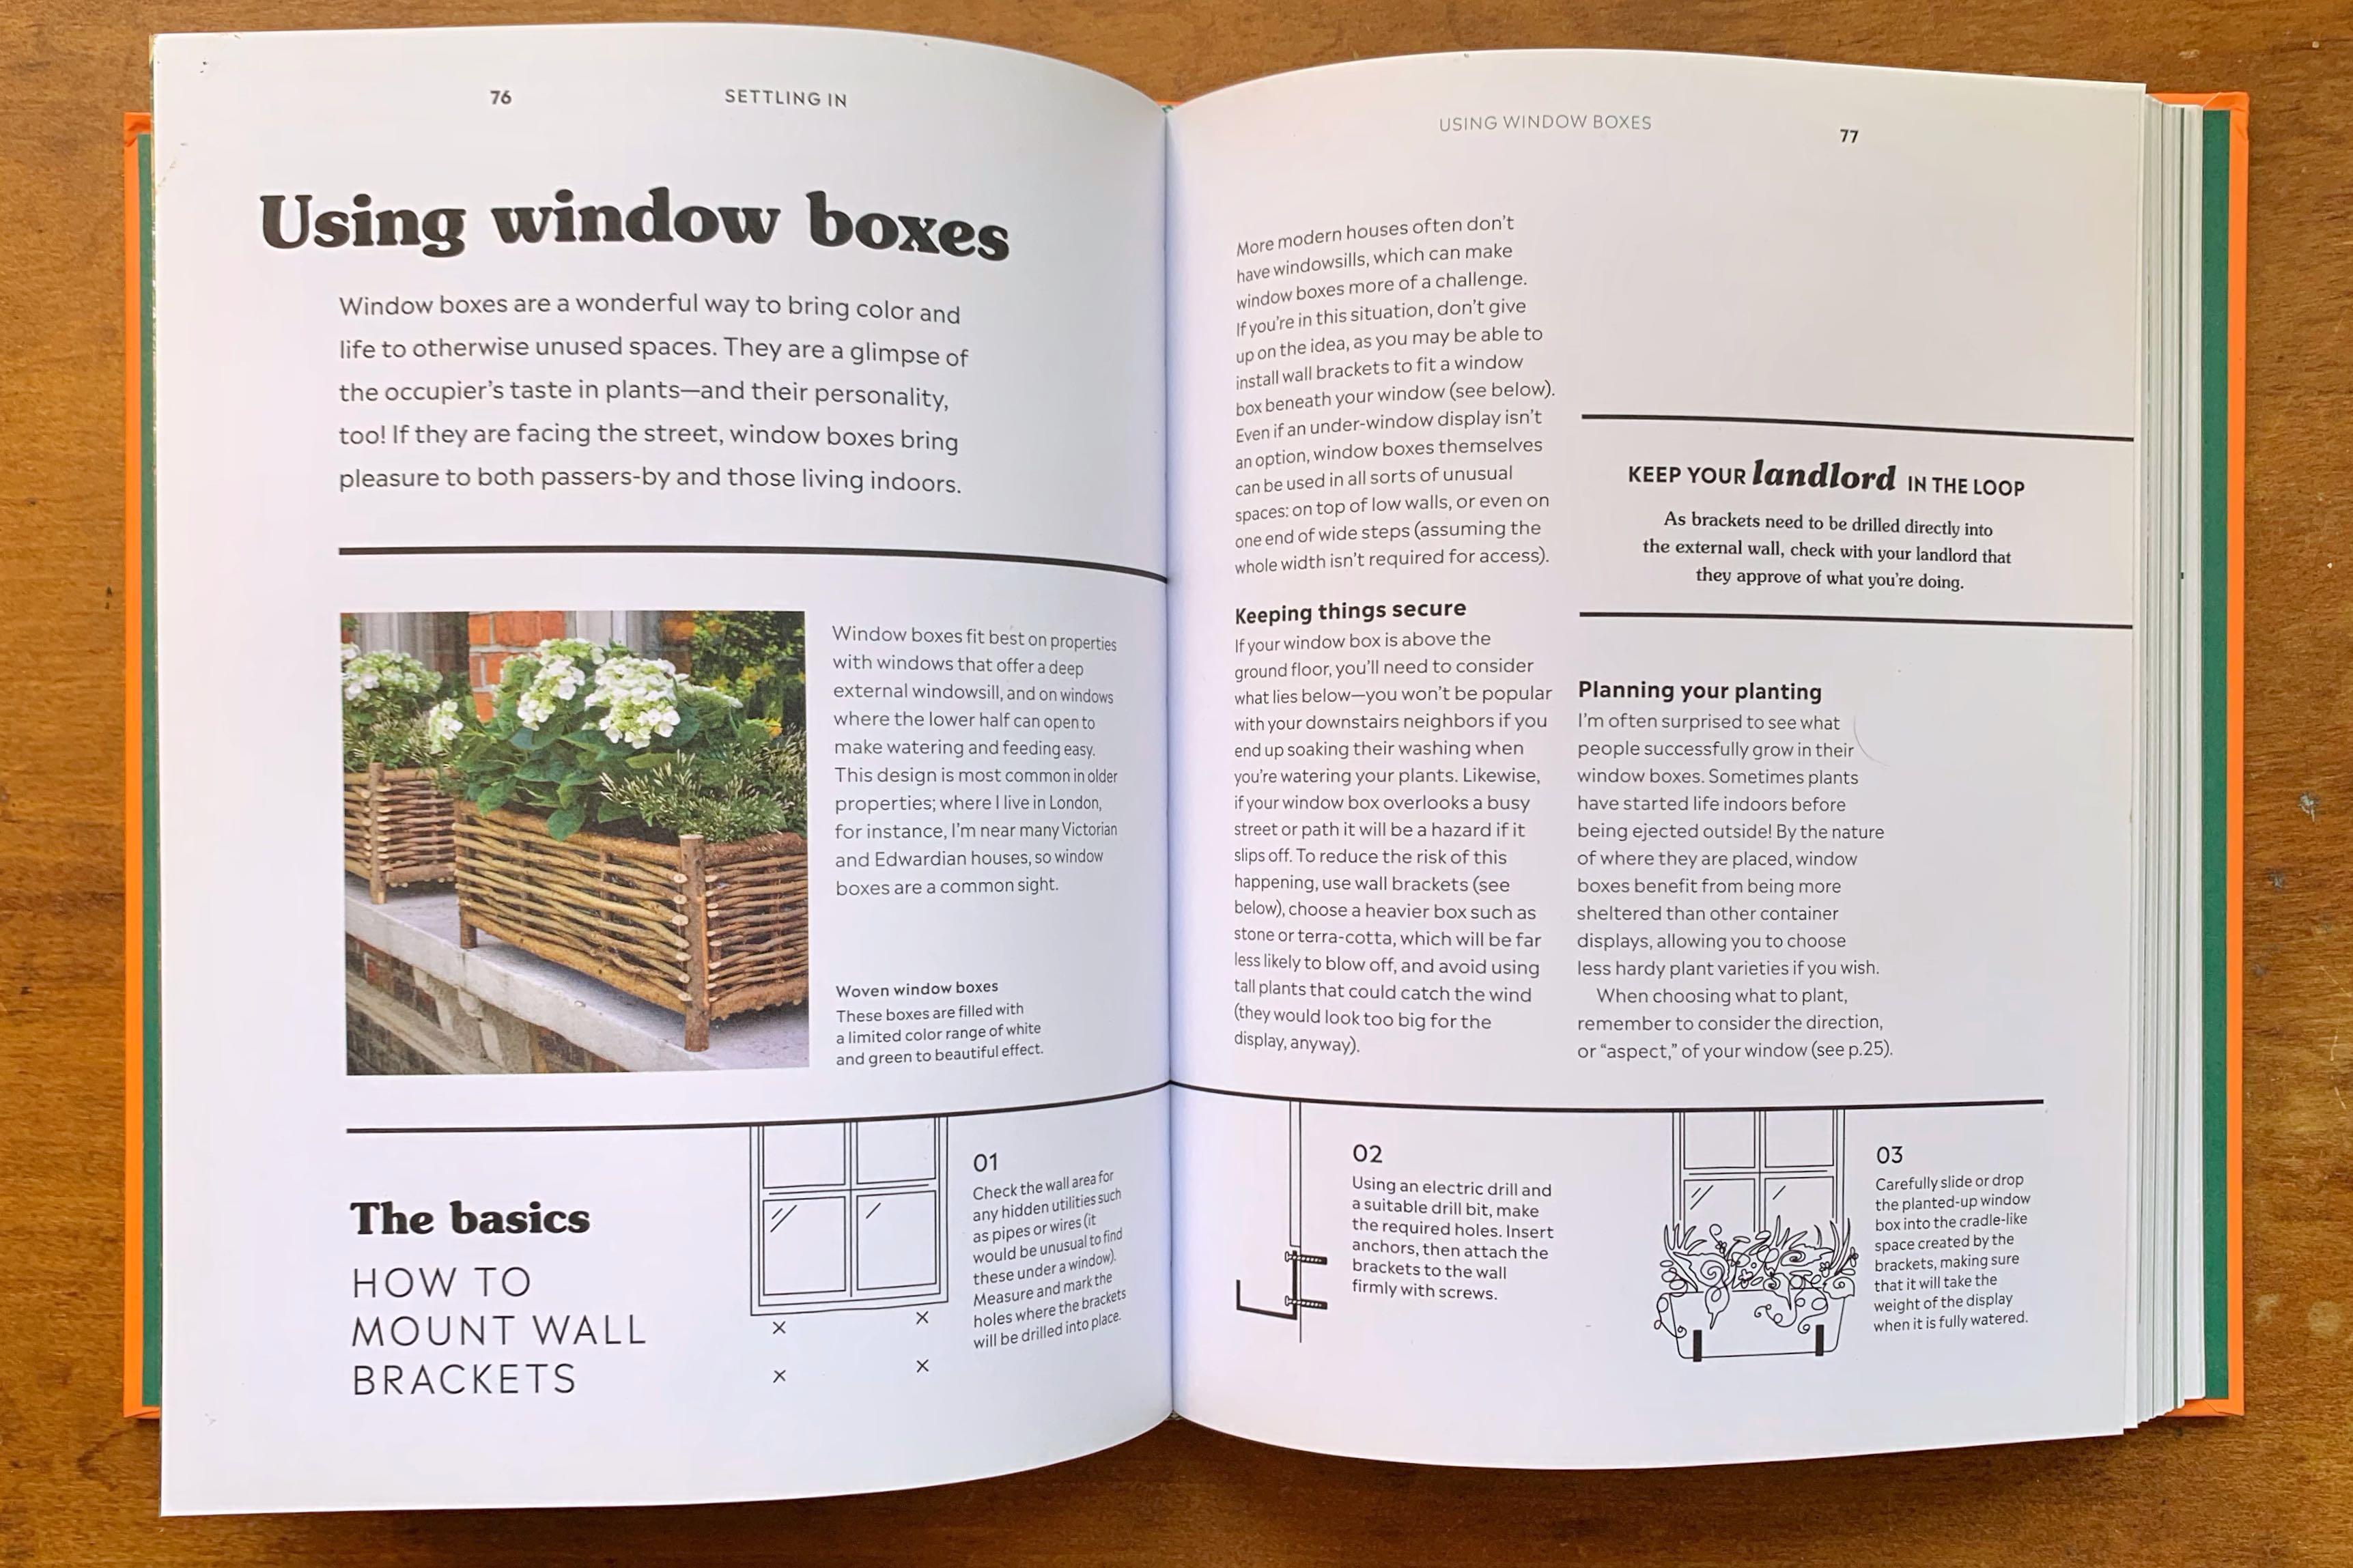 76
SETTLING IN
Using window boxes
Window boxes are a wonderful way to bring color and
life to otherwise unused spaces. They are a glimpse of
the occupier's taste in plants—and their personality,
too! If they are facing the street, window boxes bring
pleasure to both passers-by and those living indoors.
Window boxes fit best on properties
with windows that offer a deep
external windowsill, and on windows
where the lower half can open to
make watering and feeding easy.
This design is most common in older
properties; where I live in London,
for instance, I'm near many Victorian
and Edwardian houses, so window
boxes are a common sight.
Woven window boxes
These boxes are filled with
a limited color range of white
and green to beautiful effect.
The basics
HOW TO
MOUNT WALL
BRACKETS
01
Check the wall area for
any hidden utilities such
as pipes or wires (it
would be unusual to find
these under a window).
Measure and mark the
holes where the brackets
will be drilled into place.
USING WINDOW BOXES
77
More modern houses often don't
have windowsills, which can make
window boxes more of a challenge.
If you're in this situation, don't give
up on the idea, as you may be able to
install wall brackets to fit a window
box beneath your window (see below).
Even if an under-window display isn't
an option, window boxes themselves
can be used in all sorts of unusual
spaces: on top of low walls, or even on
one end of wide steps (assuming the
whole width isn't required for access).
Keeping things secure
If your window box is above the
ground floor, you'll need to consider
what lies below—you won't be popular
with your downstairs neighbors if you
end up soaking their washing when
you're watering your plants. Likewise,
if your window box overlooks a busy
street or path it will be a hazard if it
slips off. To reduce the risk of this
happening, use wall brackets (see
below), choose a heavier box such as
stone or terra-cotta, which will be far
less likely to blow off, and avoid using
tall plants that could catch the wind
(they would look too big for the
display, anyway).
KEEP YOUR landlord IN THE LOOP
As brackets need to be drilled directly into
the external wall, check with your landlord that
they approve of what you're doing.
Planning your planting
I'm often surprised to see what
people successfully grow in their
window boxes. Sometimes plants
have started life indoors before
being ejected outside! By the nature
of where they are placed, window
boxes benefit from being more
sheltered than other container
displays, allowing you to choose
less hardy plant varieties if you wish.
When choosing what to plant,
remember to consider the direction,
or "aspect," of your window (see p.25).
02
Using an electric drill and
a suitable drill bit, make
the required holes. Insert
anchors, then attach the
brackets to the wall
firmly with screws.
03
Carefully slide or drop
the planted-up window
box into the cradle-like
space created by the
brackets, making sure
that it will take the
weight of the display
when it is fully watered.